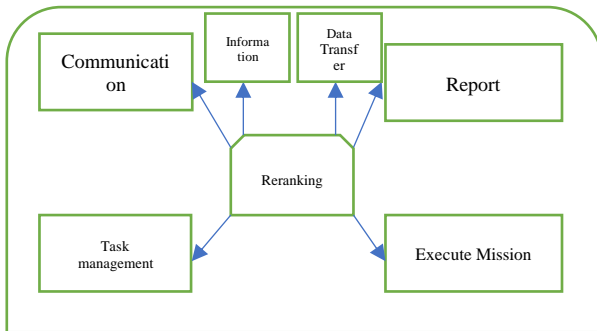 Communicati
on
Informa
tion
Data
Transf
er
Report
Reranking
Task
management
Execute Mission